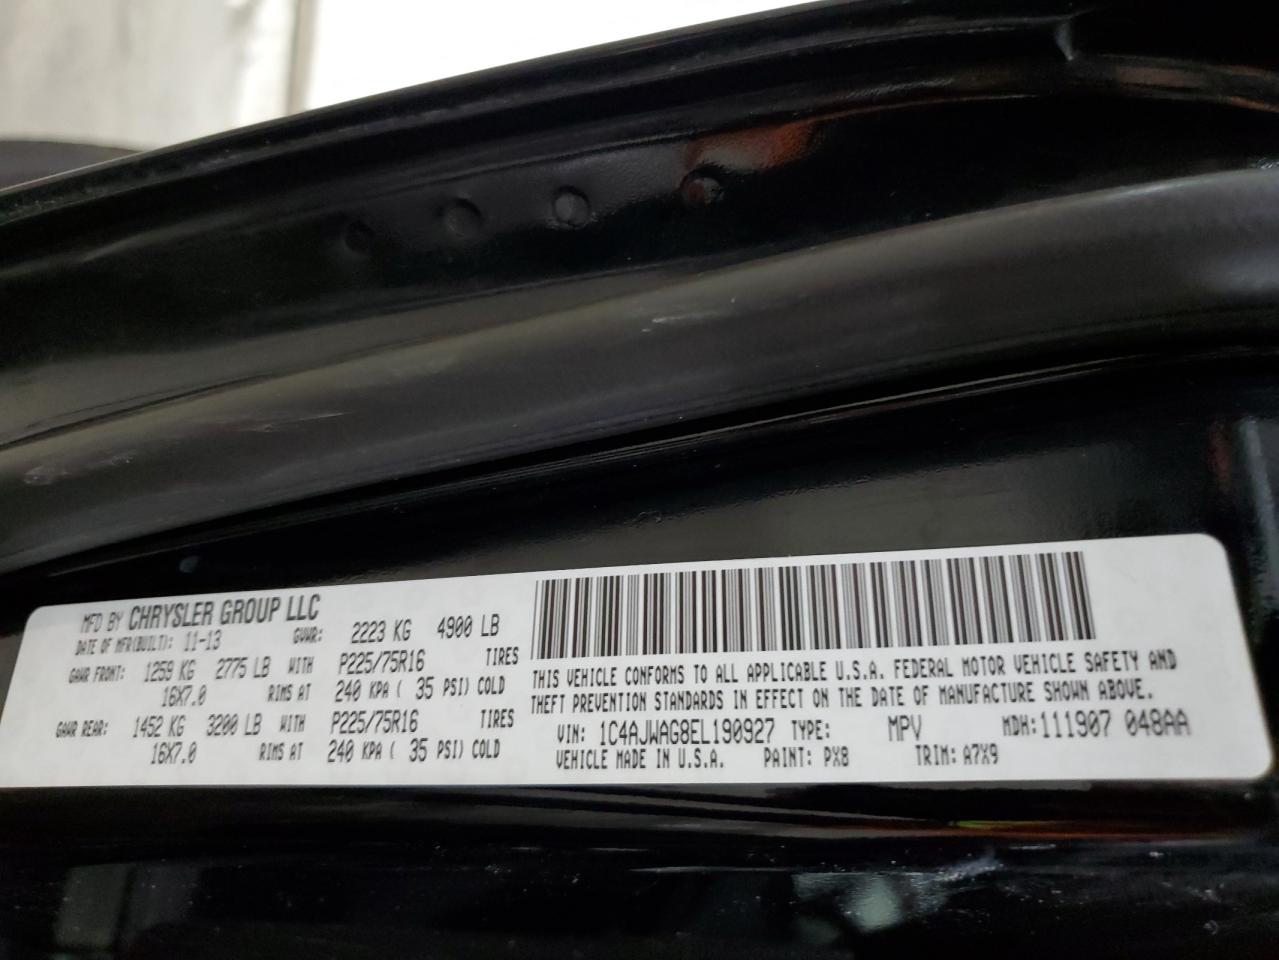 MFD BY CHRYSLER GROUP LLC
DATE OF MFR(BUILT): 11-13 GVWR: 2223 KG 4900 LB
GAWR FRONT: 1259 KG 2775 LB WITH P225/75R16 TIRES
16X7.0 RIMS AT 240 KPA ( 35 PSI) COLD
GAWR REAR: 1452 KG 3200 LB WITH P225/75R16 TIRES
16X7.0 RIMS AT 240 KPA ( 35 PSI) COLD
THIS VEHICLE CONFORMS TO ALL APPLICABLE U.S.A. FEDERAL MOTOR VEHICLE SAFETY AND
THEFT PREVENTION STANDARDS IN EFFECT ON THE DATE OF MANUFACTURE SHOWN ABOVE.
VIN: 1C4AJWAG8EL190927 TYPE: MPV MDH: 111907 048AA
VEHICLE MADE IN U.S.A. PAINT: PX8 TRIM: A7X9